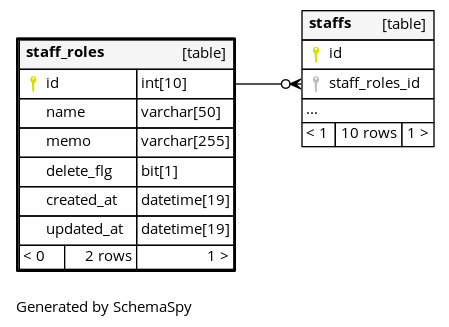 staff_roles [table]
id int[10]
name varchar[50]
memo varchar[255]
delete_flg bit[1]
created_at datetime[19]
updated_at datetime[19]
< 0 2 rows 1 >
staffs [table]
id
staff_roles_id
...
< 1 10 rows 1 >
Generated by SchemaSpy